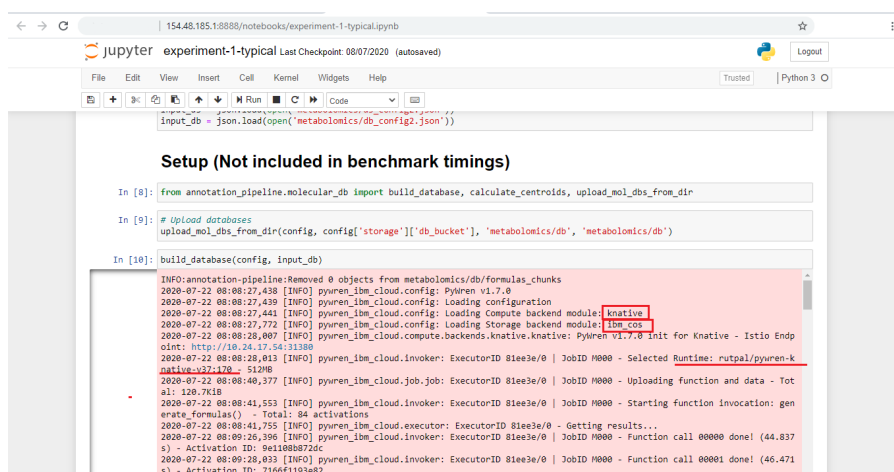 154.48.185.1:8888/notebooks/experiment-1-typical.ipynb
jupyter experiment-1-typical Last Checkpoint: 08/07/2020 (autosaved)
Logout
File Edit View Insert Cell Kernel Widgets Help
Trusted Python 3
Run Code
input_ds = json.load(open('metabolomics/ds_config2.json'))
input_db = json.load(open('metabolomics/db_config2.json'))
Setup (Not included in benchmark timings)
In [8]: from annotation_pipeline.molecular_db import build_database, calculate_centroids, upload_mol_dbs_from_dir
In [9]: # Upload databases
upload_mol_dbs_from_dir(config, config['storage']['db_bucket'], 'metabolomics/db', 'metabolomics/db')
In [10]: build_database(config, input_db)
INFO:annotation-pipeline:Removed 0 objects from metabolomics/db/formulas_chunks
2020-07-22 08:08:27,438 [INFO] pywren_ibm_cloud.config: PyWren v1.7.0
2020-07-22 08:08:27,439 [INFO] pywren_ibm_cloud.config: Loading configuration
2020-07-22 08:08:27,441 [INFO] pywren_ibm_cloud.config: Loading Compute backend module: knative
2020-07-22 08:08:27,772 [INFO] pywren_ibm_cloud.config: Loading Storage backend module: ibm_cos
2020-07-22 08:08:28,007 [INFO] pywren_ibm_cloud.compute.backends.knative.knative: PyWren v1.7.0 init for Knative - Istio Endp
oint: http://10.24.17.54:31380
2020-07-22 08:08:28,013 [INFO] pywren_ibm_cloud.invoker: ExecutorID 81ee3e/0 | JobID M000 - Selected Runtime: rutpal/pywren-k
native-v37:170 - 512MB
2020-07-22 08:08:40,377 [INFO] pywren_ibm_cloud.job.job: ExecutorID 81ee3e/0 | JobID M000 - Uploading function and data - Tot
al: 120.7KiB
2020-07-22 08:08:41,553 [INFO] pywren_ibm_cloud.invoker: ExecutorID 81ee3e/0 | JobID M000 - Starting function invocation: gen
erate_formulas() - Total: 84 activations
2020-07-22 08:08:41,755 [INFO] pywren_ibm_cloud.executor: ExecutorID 81ee3e/0 - Getting results...
2020-07-22 08:09:26,396 [INFO] pywren_ibm_cloud.invoker: ExecutorID 81ee3e/0 | JobID M000 - Function call 00000 done! (44.837
s) - Activation ID: 9e1108b872dc
2020-07-22 08:09:28,033 [INFO] pywren_ibm_cloud.invoker: ExecutorID 81ee3e/0 | JobID M000 - Function call 00001 done! (46.471
s) - Activation ID: 7166f1193e82